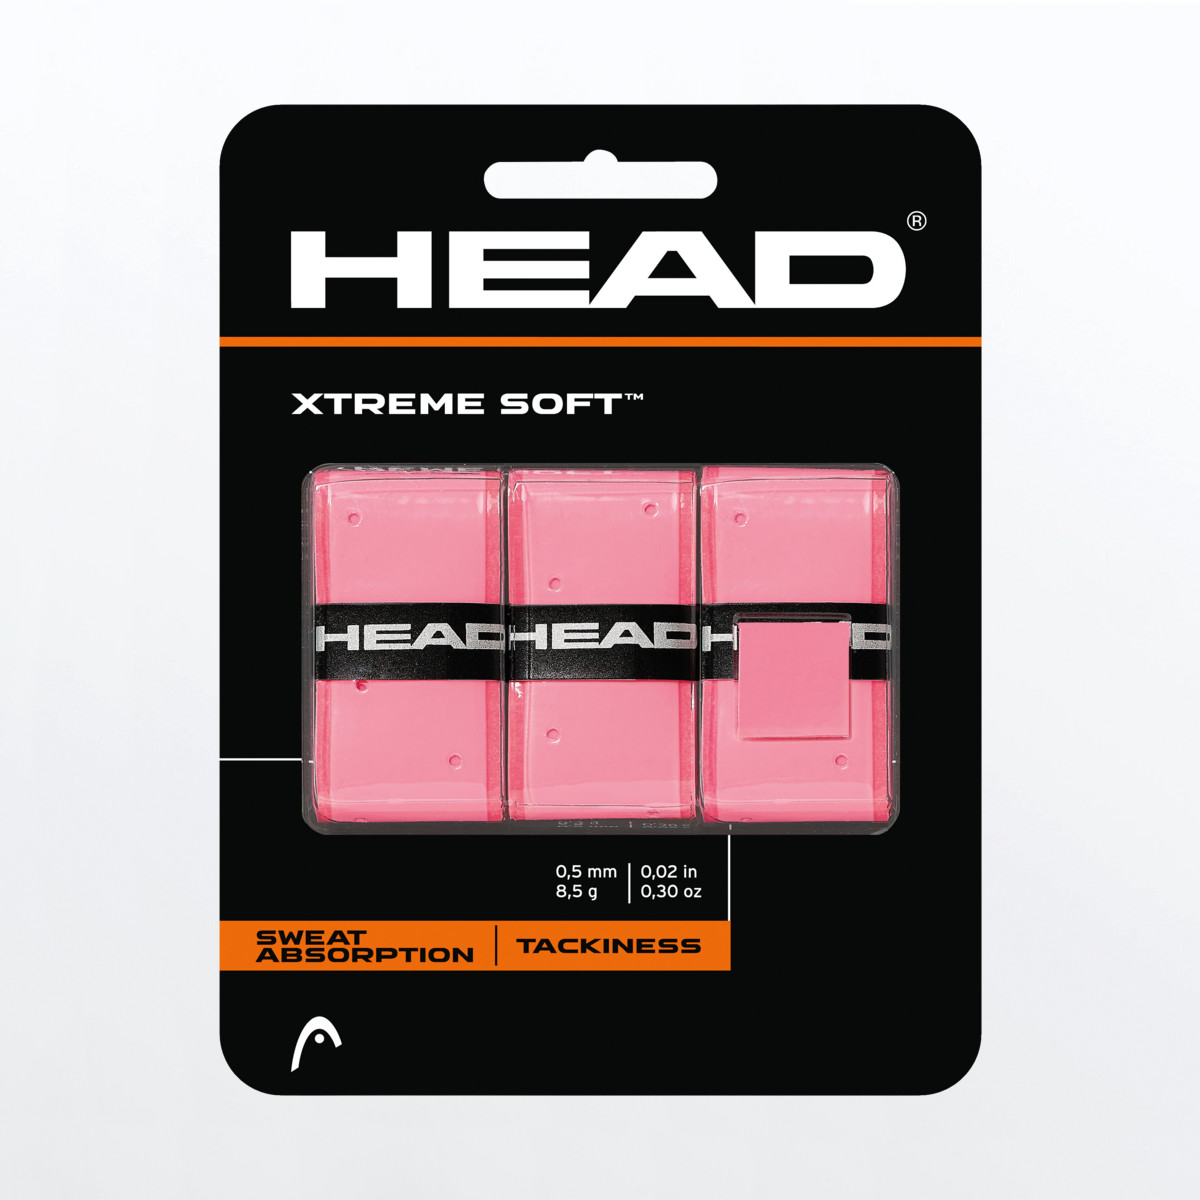 HEAD®
XTREME SOFT™
HEAD HEAD H D
0,5 mm | 0,02 in
8,5 g | 0,30 oz
SWEAT
ABSORPTION | TACKINESS